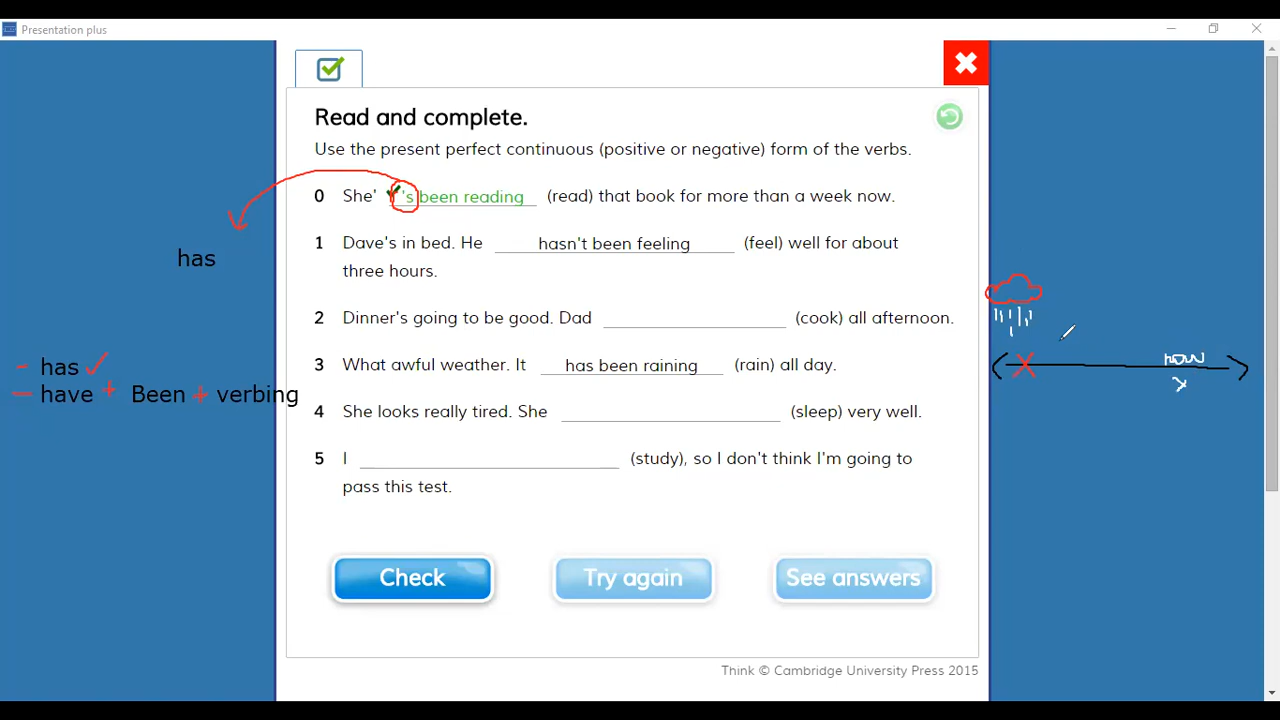 Presentation plus
Read and complete.
Use the present perfect continuous (positive or negative) form of the verbs.
0 She' 's been reading (read) that book for more than a week now.
has
1 Dave's in bed. He hasn't been feeling (feel) well for about
three hours.
2 Dinner's going to be good. Dad (cook) all afternoon.
3 What awful weather. It has been raining (rain) all day.
now
- has ✓
- have + Been + verbing
4 She looks really tired. She (sleep) very well.
5 I (study), so I don't think I'm going to
pass this test.
Check Try again See answers
Think © Cambridge University Press 2015